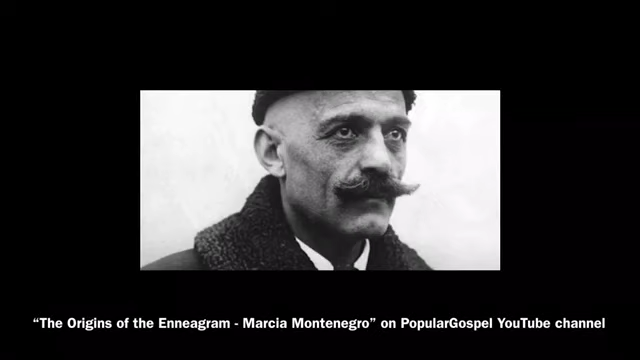 “The Origins of the Enneagram - Marcia Montenegro” on PopularGospel YouTube channel